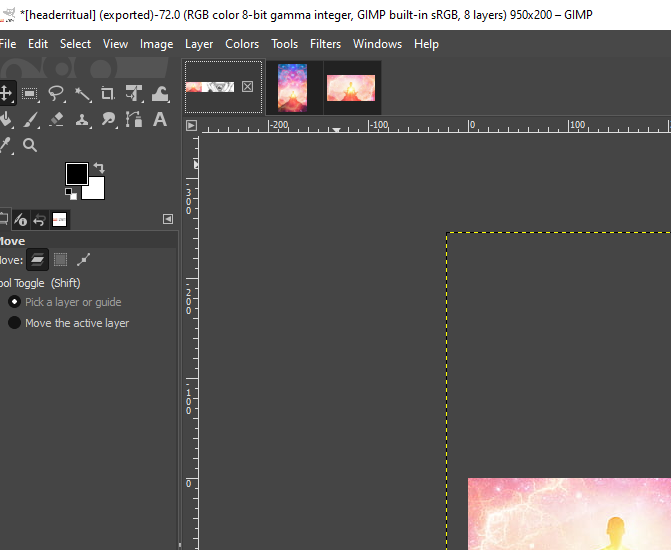 *[headerritual] (exported)-72.0 (RGB color 8-bit gamma integer, GIMP built-in sRGB, 8 layers) 950x200 – GIMP
File Edit Select View Image Layer Colors Tools Filters Windows Help
-200 -100 0 100
-300
-200
-100
0
Move
Move:
ool Toggle (Shift)
Pick a layer or guide
Move the active layer